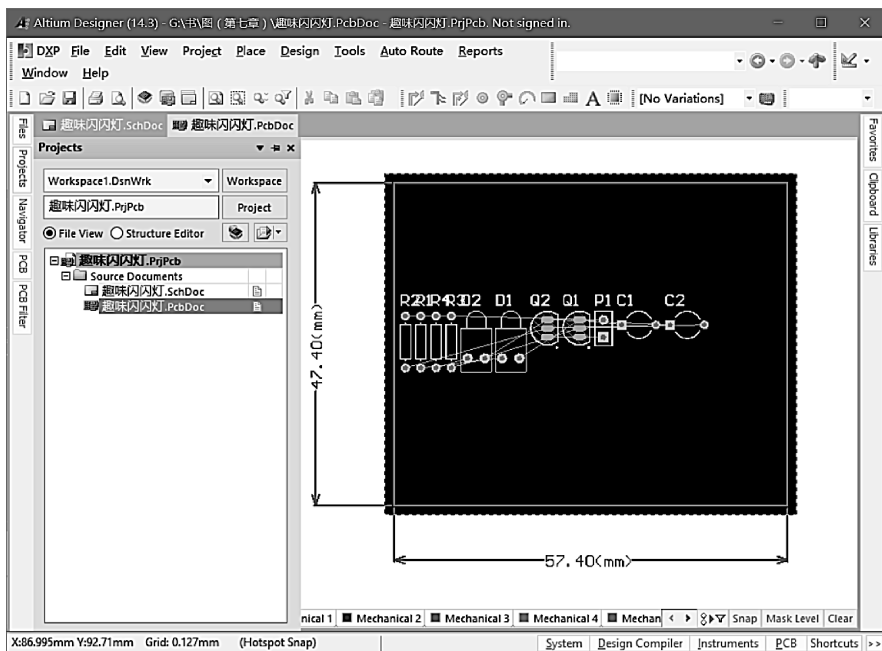 Altium Designer (14.3) - G:\书\图 ( 第七章 ) \趣味闪闪灯.PcbDoc - 趣味闪闪灯.PrjPcb. Not signed in.
DXP File Edit View Project Place Design Tools Auto Route Reports
Window Help
[No Variations]
Files
Projects
Navigator
PCB
PCB Filter
趣味闪闪灯.SchDoc 趣味闪闪灯.PcbDoc
Projects
Workspace1.DsnWrk Workspace
趣味闪闪灯.PrjPcb Project
File View Structure Editor
趣味闪闪灯.PrjPcb
Source Documents
趣味闪闪灯.SchDoc
趣味闪闪灯.PcbDoc
R2 R1 R4 R3 D2 D1 Q2 Q1 P1 C1 C2
47.40(mm)
57.40(mm)
Favorites
Clipboard
Libraries
nical 1 Mechanical 2 Mechanical 3 Mechanical 4 Mechan Snap Mask Level Clear
X:86.995mm Y:92.71mm Grid: 0.127mm (Hotspot Snap) System Design Compiler Instruments PCB Shortcuts >>